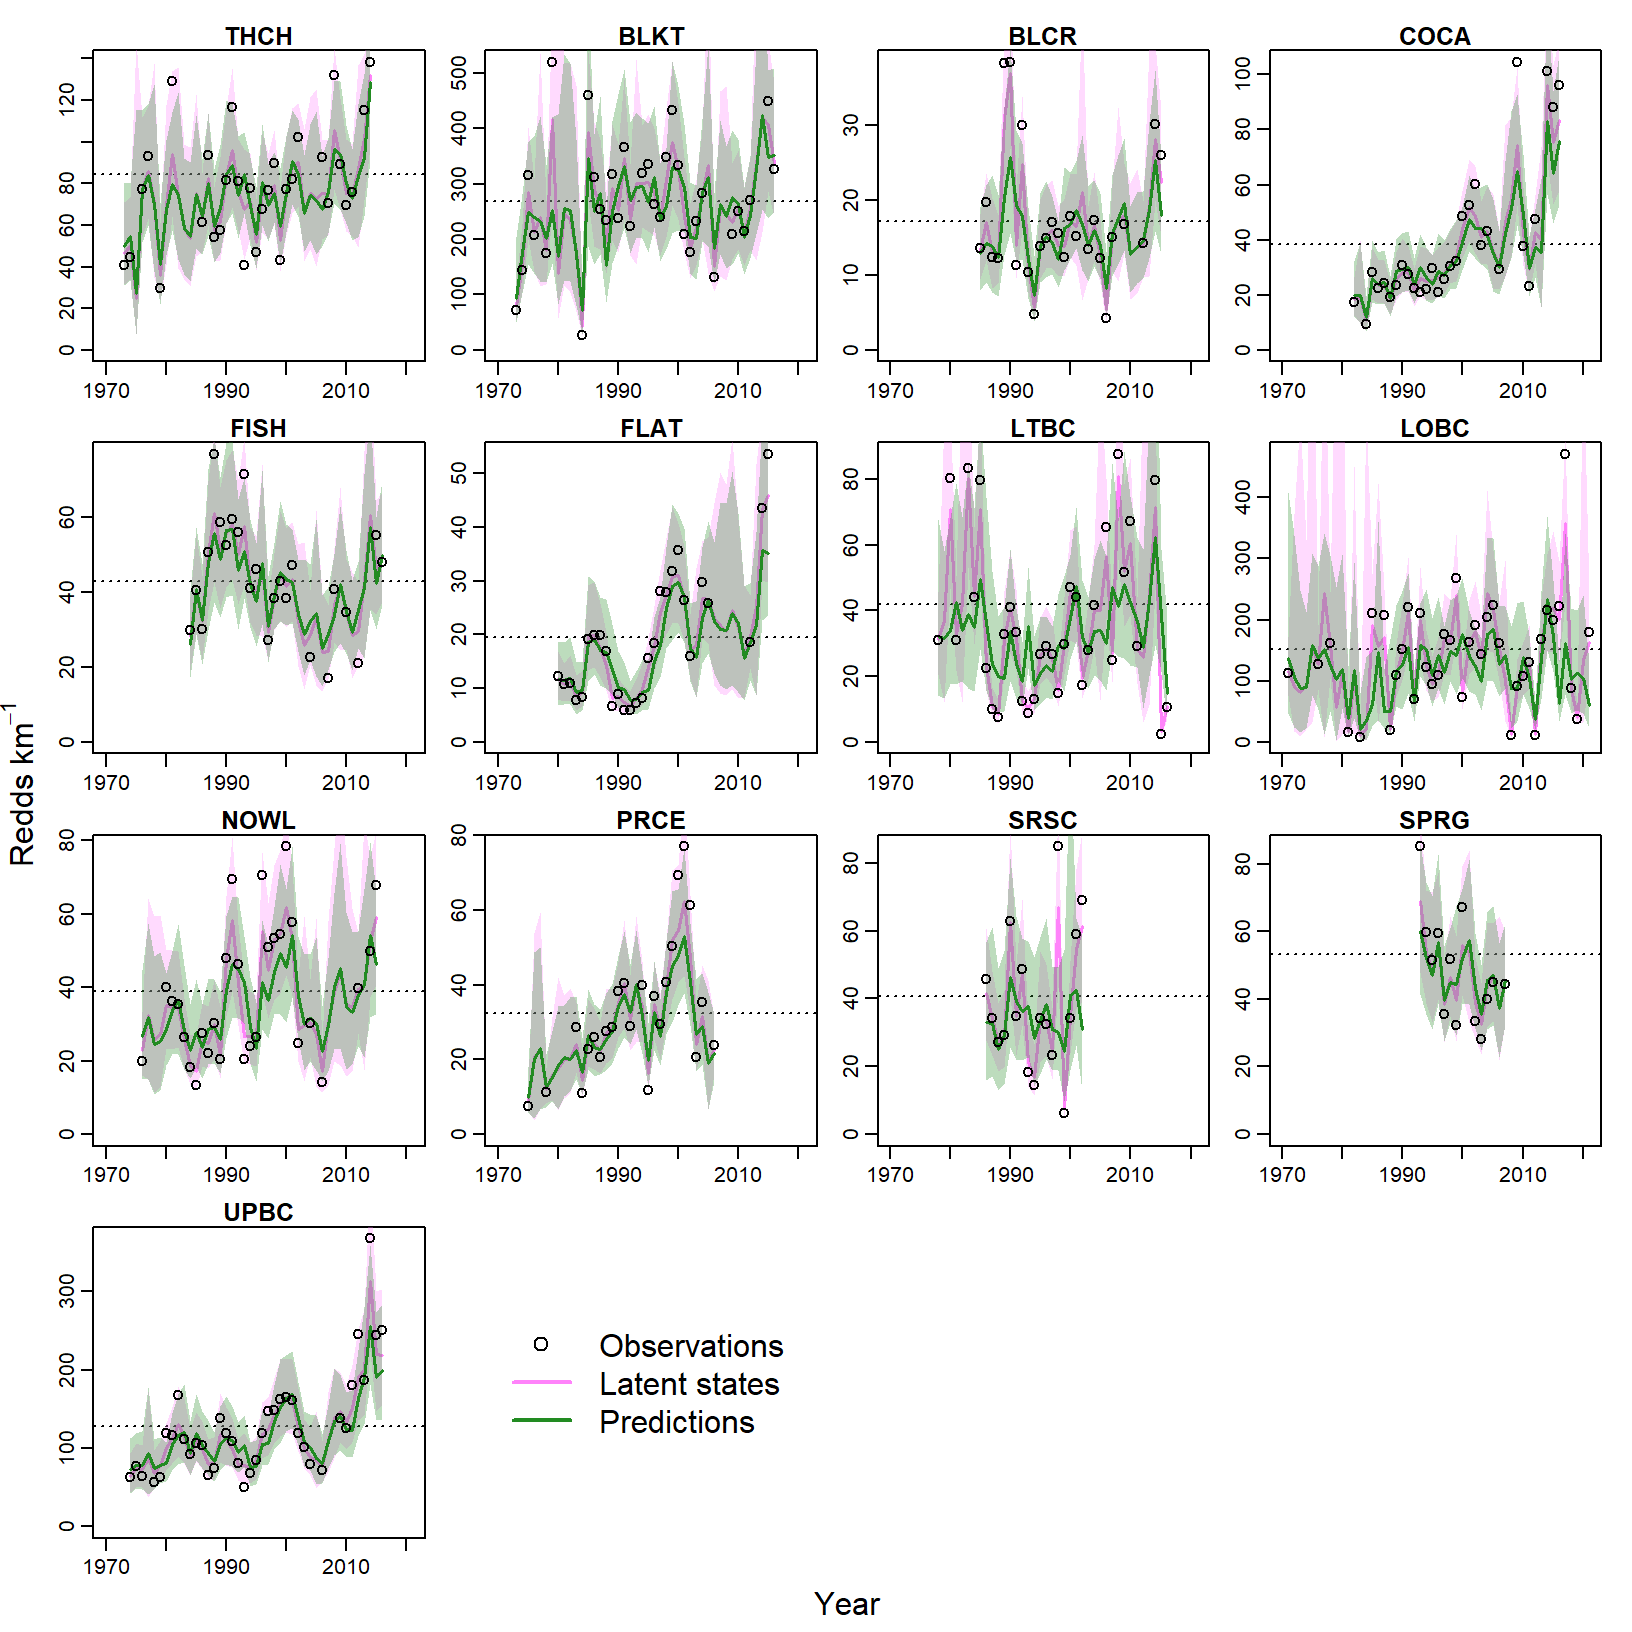 THCH BLKT BLCR COCA
0 20 40 60 80 120
0 100 200 300 400 500
0 10 20 30
0 20 40 60 80 100
1970 1990 2010 1970 1990 2010 1970 1990 2010 1970 1990 2010
FISH FLAT LTBC LOBC
0 20 40 60
0 10 20 30 40 50
0 20 40 60 80
0 100 200 300 400
1970 1990 2010 1970 1990 2010 1970 1990 2010 1970 1990 2010
Redds km⁻¹
NOWL PRCE SRSC SPRG
0 20 40 60 80
0 20 40 60 80
0 20 40 60 80
0 20 40 60 80
1970 1990 2010 1970 1990 2010 1970 1990 2010 1970 1990 2010
UPBC
0 100 200 300
1970 1990 2010
Observations
Latent states
Predictions
Year